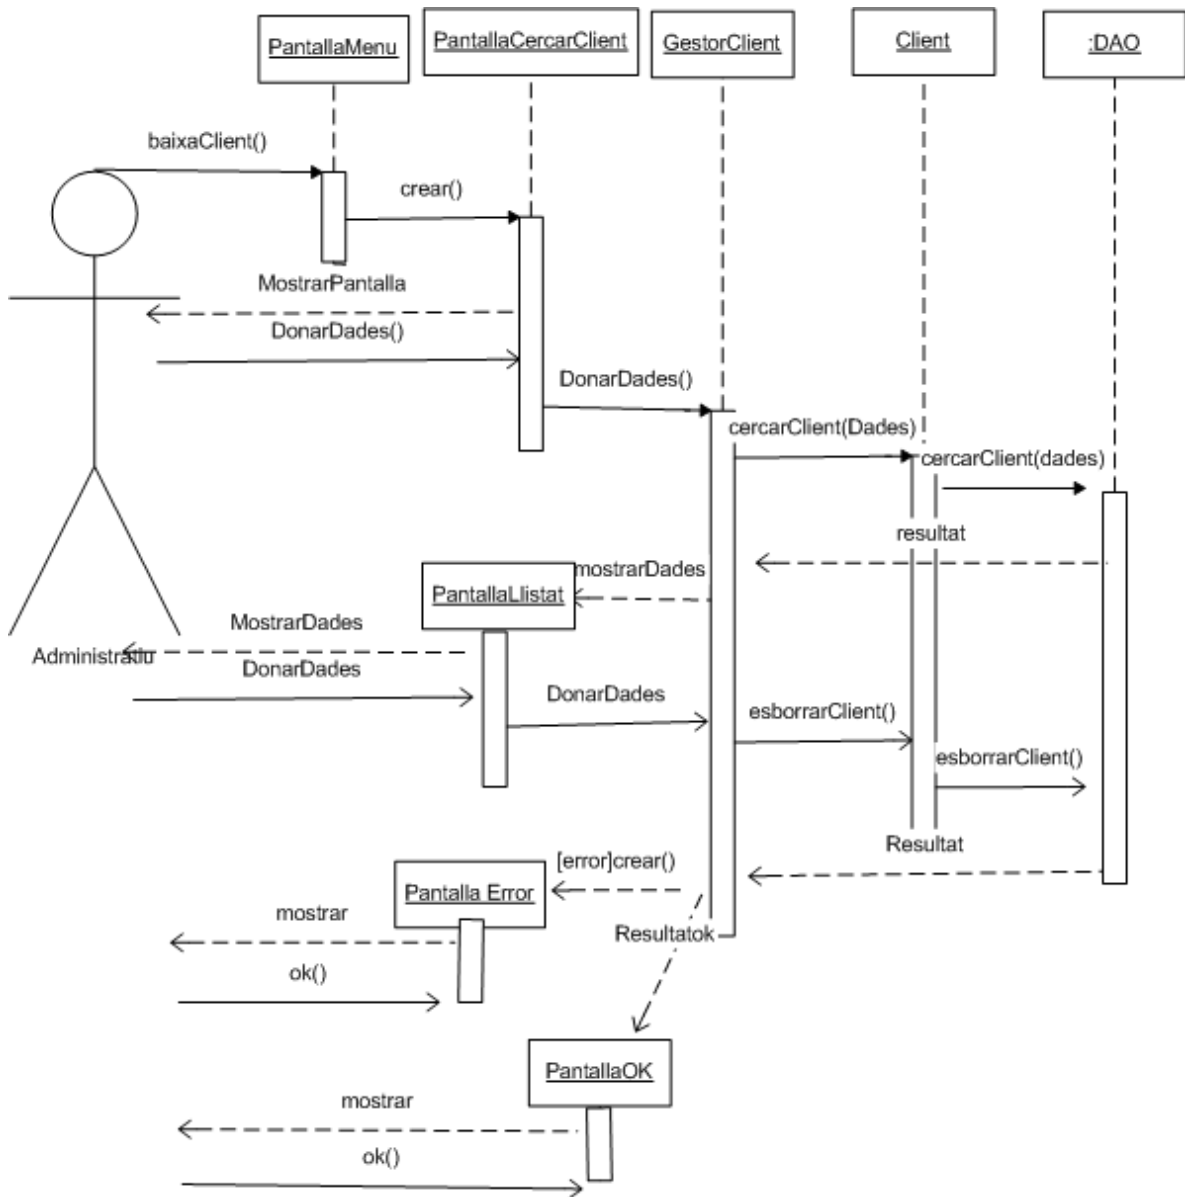 PantallaMenu
PantallaCercarClient
GestorClient
Client
:DAO
baixaClient()
crear()
MostrarPantalla
DonarDades()
DonarDades()
cercarClient(Dades)
cercarClient(dades)
resultat
mostrarDades
PantallaLlistat
MostrarDades
Administratiu
DonarDades
DonarDades
esborrarClient()
esborrarClient()
Resultat
[error]crear()
Pantalla Error
mostrar
Resultatok
ok()
PantallaOK
mostrar
ok()